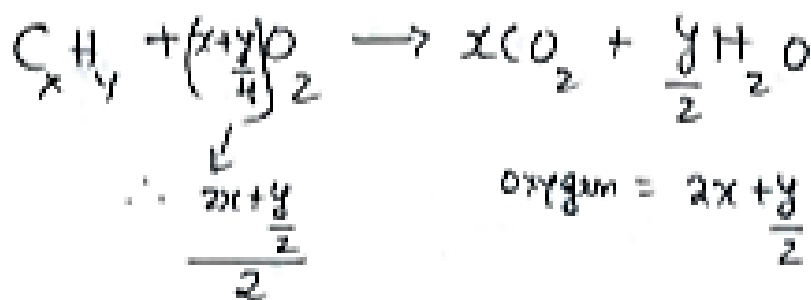 CxHy + (x+y/4)O2 → xCO2 + y/2 H2O
∴ (2x+y/2)/2 oxygen = 2x+y/2